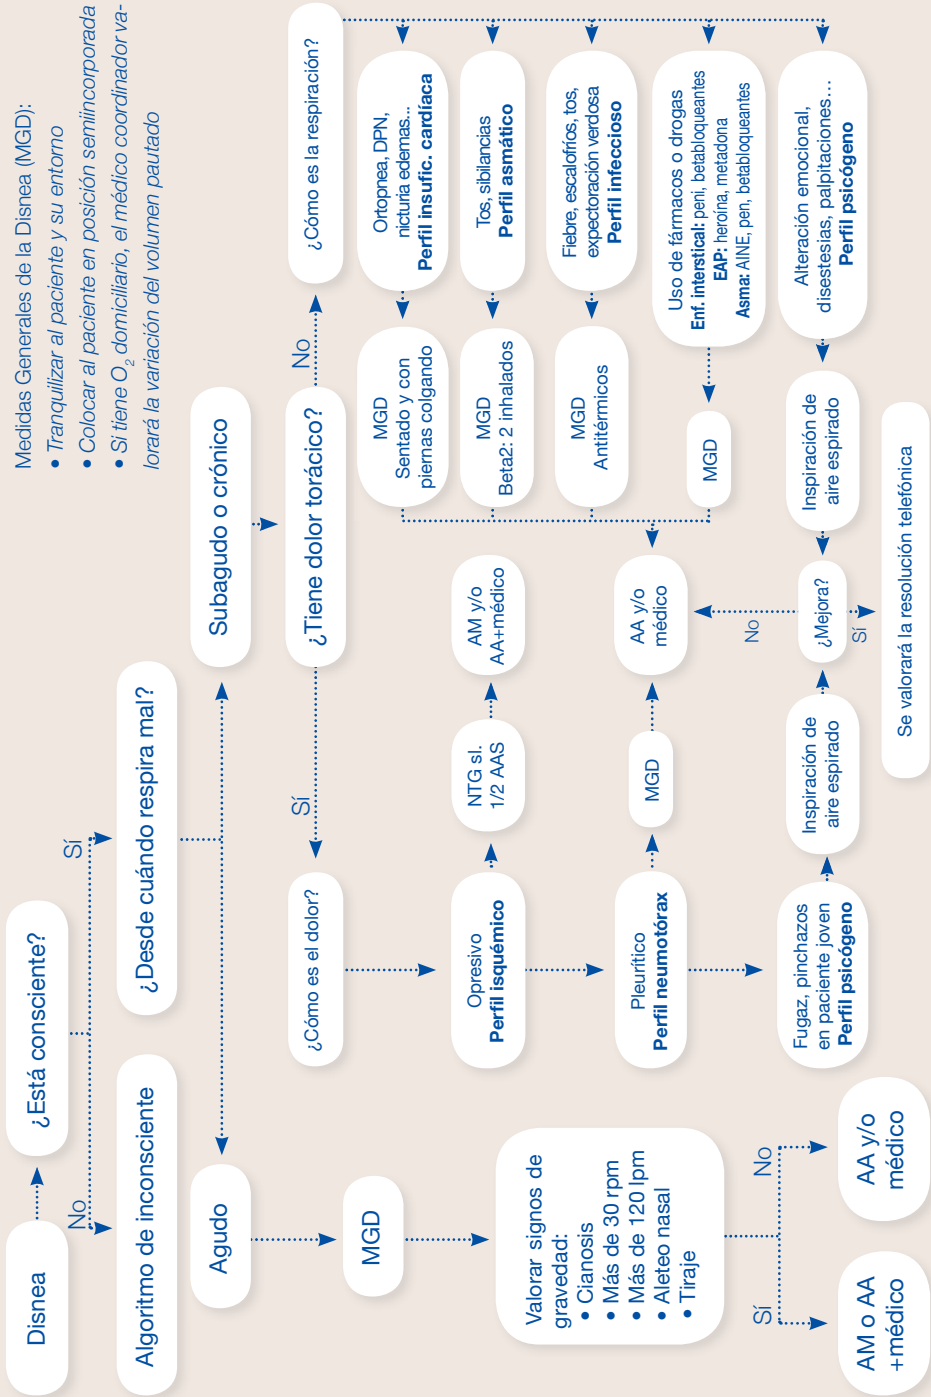 Disnea
¿Está consciente?
No
Sí
Algoritmo de inconsciente
¿Desde cuándo respira mal?
Medidas Generales de la Disnea (MGD):
• Tranquilizar al paciente y su entorno
• Colocar al paciente en posición semiincorporada
• Si tiene O2 domiciliario, el médico coordinador va-
lorará la variación del volumen pautado
Agudo
Subagudo o crónico
MGD
Valorar signos de
gravedad:
• Cianosis
• Más de 30 rpm
• Más de 120 lpm
• Aleteo nasal
• Tiraje
Sí
No
AM o AA
+médico
AA y/o
médico
¿Tiene dolor torácico?
Sí
No
¿Cómo es el dolor?
¿Cómo es la respiración?
Opresivo
Perfil isquémico
NTG sl.
1/2 AAS
AM y/o
AA+médico
Pleurítico
Perfil neumotórax
MGD
AA y/o
médico
Fugaz, pinchazos
en paciente joven
Perfil psicógeno
Inspiración de
aire espirado
¿Mejora?
No
Sí
Se valorará la resolución telefónica
MGD
Sentado y con
piernas colgando
Ortopnea, DPN,
nicturia edemas...
Perfil insufic. cardíaca
MGD
Beta2: 2 inhalados
Tos, sibilancias
Perfil asmático
MGD
Antitérmicos
Fiebre, escalofríos, tos,
expectoración verdosa
Perfil infeccioso
MGD
Uso de fármacos o drogas
Enf. interstical: peni, betabloqueantes
EAP: heroina, metadona
Asma: AINE, pen, betabloqueantes
Inspiración de
aire espirado
Alteración emocional,
disestesias, palpitaciones…
Perfil psicógeno